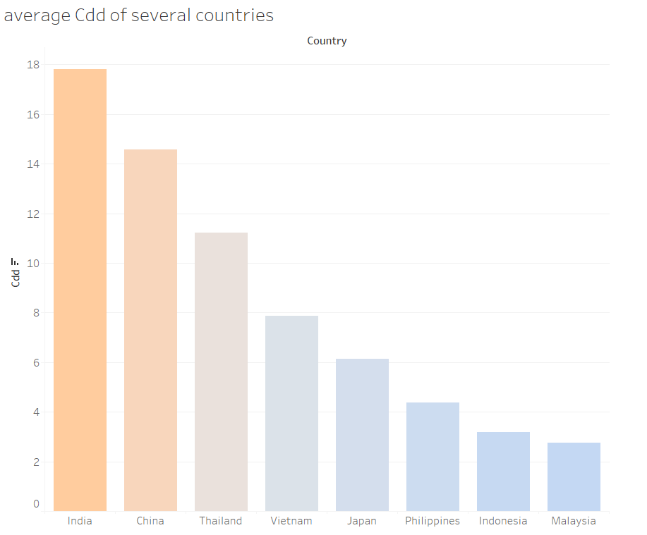 average Cdd of several countries
Country
18
16
14
12
10
8
6
4
2
0
Cdd
India China Thailand Vietnam Japan Philippines Indonesia Malaysia